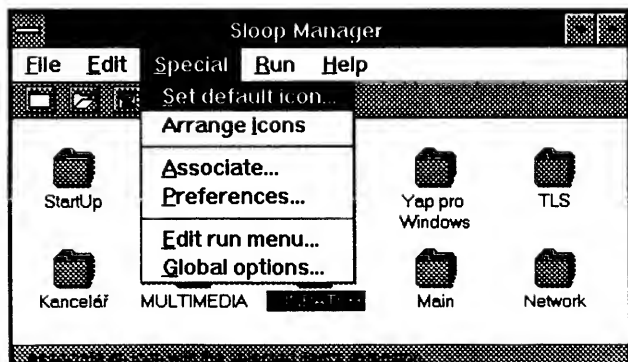 Sloop Manager
File Edit Special Run Help
Set default icon...
Arrange Icons
Associate...
Preferences...
Edit run menu...
Global options...
StartUp
Yap pro
Windows
TLS
Kancelář
MULTIMEDIA
Main
Network